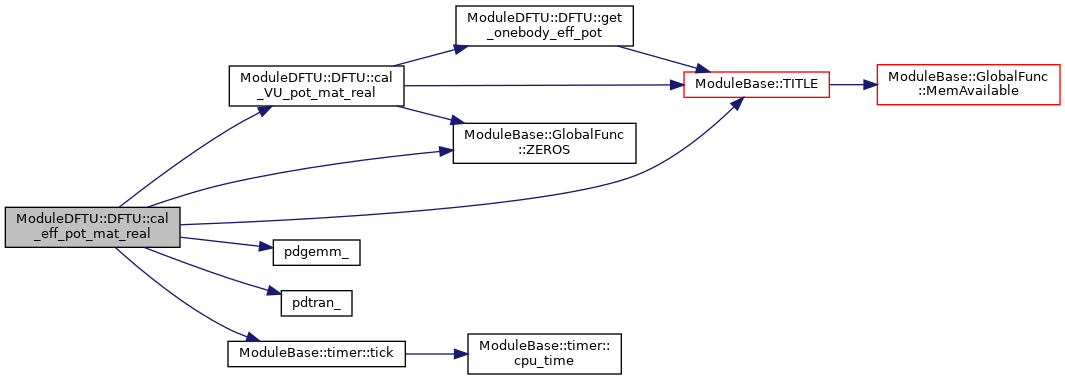 ModuleDFTU::DFTU::get
_onebody_eff_pot
ModuleDFTU::DFTU::cal
_VU_pot_mat_real
ModuleBase::TITLE
ModuleBase::GlobalFunc
::MemAvailable
ModuleBase::GlobalFunc
::ZEROS
ModuleDFTU::DFTU::cal
_eff_pot_mat_real
pdgemm_
pdtran_
ModuleBase::timer::tick
ModuleBase::timer::
cpu_time